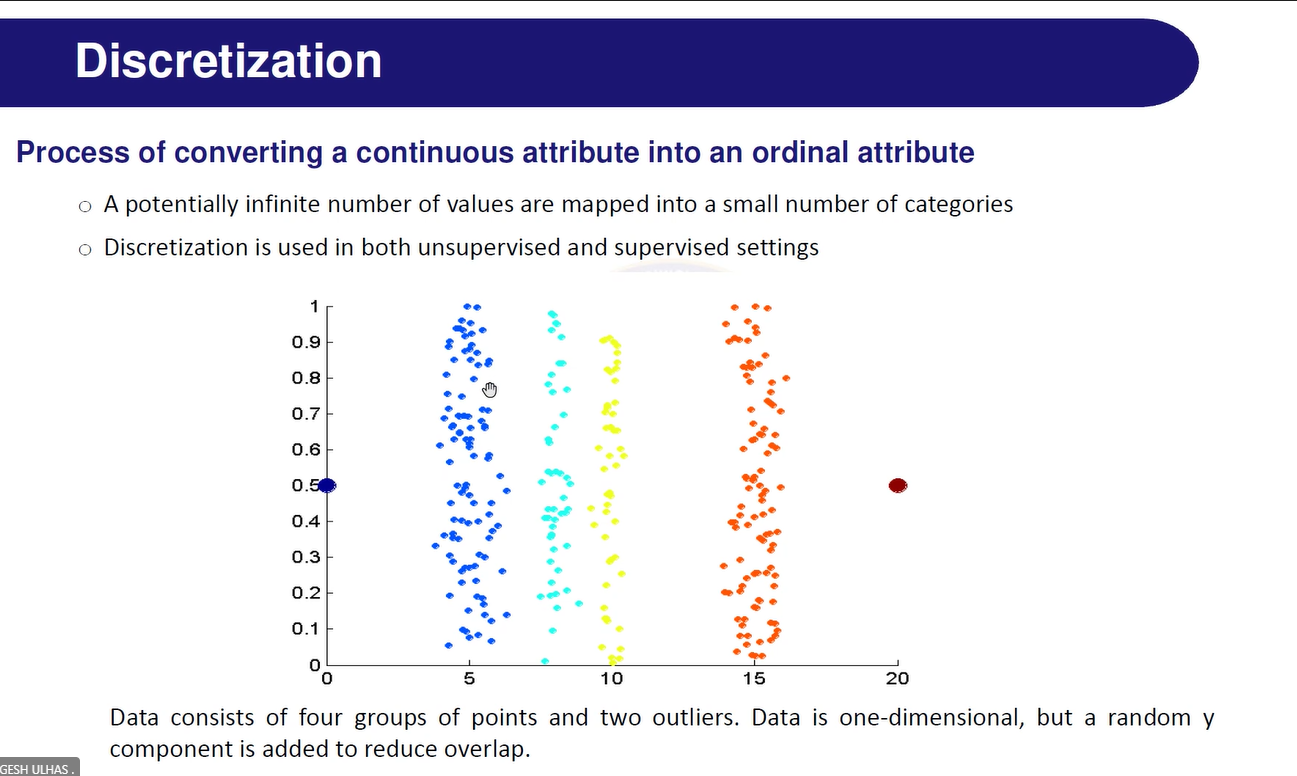 Discretization
Process of converting a continuous attribute into an ordinal attribute
A potentially infinite number of values are mapped into a small number of categories
Discretization is used in both unsupervised and supervised settings
1
0.9
0.8
0.7
0.6
0.5
0.4
0.3
0.2
0.1
0
0 5 10 15 20
Data consists of four groups of points and two outliers. Data is one-dimensional, but a random y
component is added to reduce overlap.
GESH ULHAS .